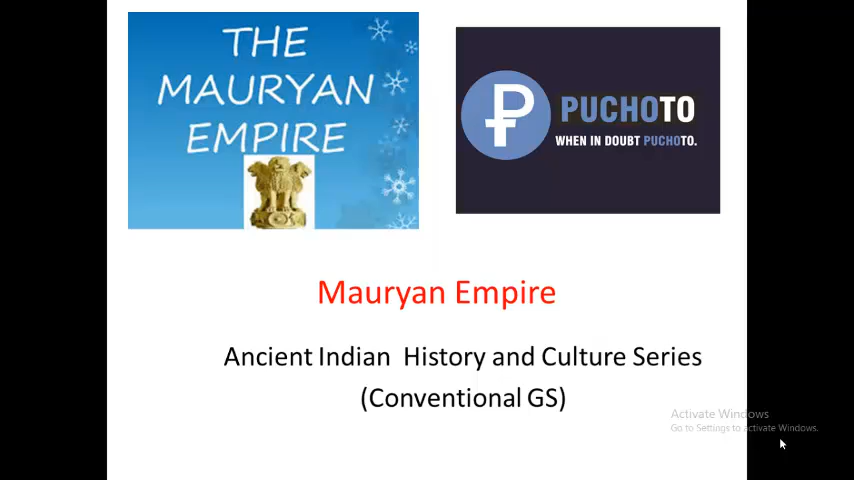 THE
MAURYAN
EMPIRE
PUCHOTO
WHEN IN DOUBT PUCHOTO.
Mauryan Empire
Ancient Indian History and Culture Series
(Conventional GS)
Activate Windows
Go to Settings to activate Windows.